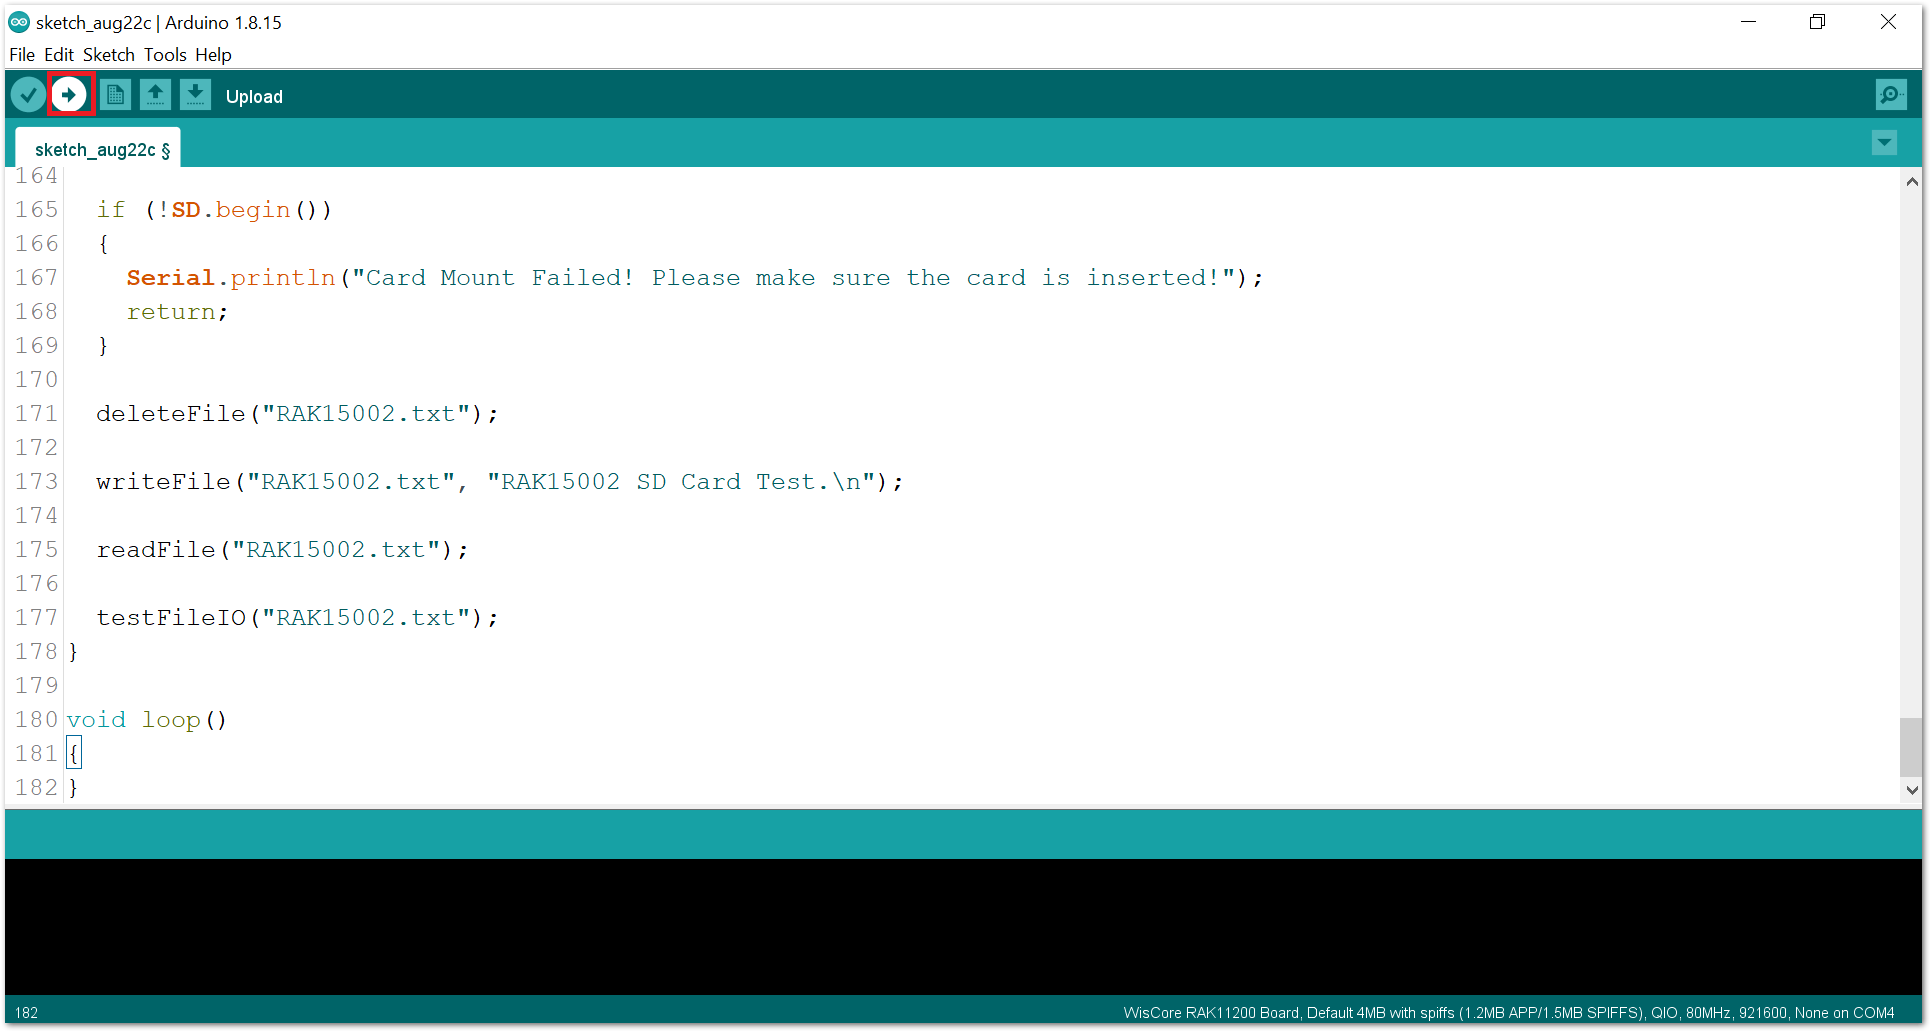 sketch_aug22c | Arduino 1.8.15
File Edit Sketch Tools Help
Upload
sketch_aug22c §
164
165 if (!SD.begin())
166 {
167 Serial.println("Card Mount Failed! Please make sure the card is inserted!");
168 return;
169 }
170
171 deleteFile("RAK15002.txt");
172
173 writeFile("RAK15002.txt", "RAK15002 SD Card Test.\n");
174
175 readFile("RAK15002.txt");
176
177 testFileIO("RAK15002.txt");
178 }
179
180 void loop()
181 {
182 }
182 WisCore RAK11200 Board, Default 4MB with spiffs (1.2MB APP/1.5MB SPIFFS), QIO, 80MHz, 921600, None on COM4